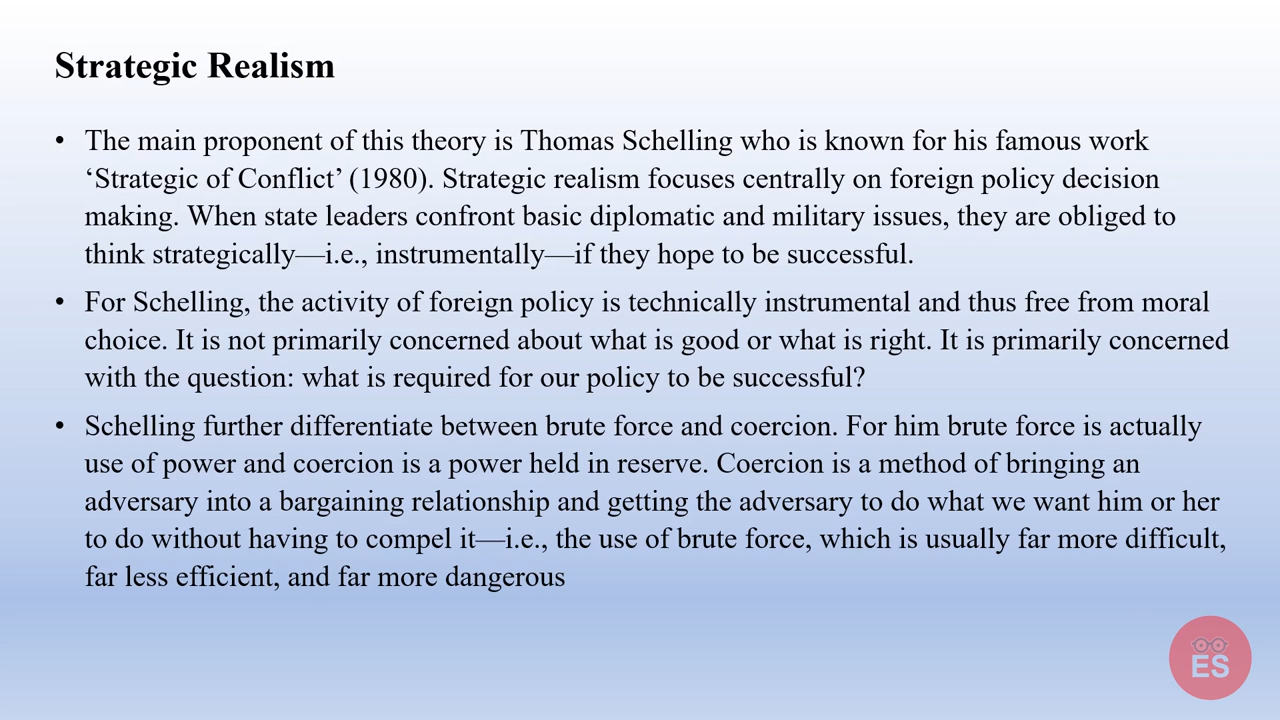 Strategic Realism
• The main proponent of this theory is Thomas Schelling who is known for his famous work
‘Strategic of Conflict’ (1980). Strategic realism focuses centrally on foreign policy decision
making. When state leaders confront basic diplomatic and military issues, they are obliged to
think strategically—i.e., instrumentally—if they hope to be successful.
• For Schelling, the activity of foreign policy is technically instrumental and thus free from moral
choice. It is not primarily concerned about what is good or what is right. It is primarily concerned
with the question: what is required for our policy to be successful?
• Schelling further differentiate between brute force and coercion. For him brute force is actually
use of power and coercion is a power held in reserve. Coercion is a method of bringing an
adversary into a bargaining relationship and getting the adversary to do what we want him or her
to do without having to compel it—i.e., the use of brute force, which is usually far more difficult,
far less efficient, and far more dangerous
ES